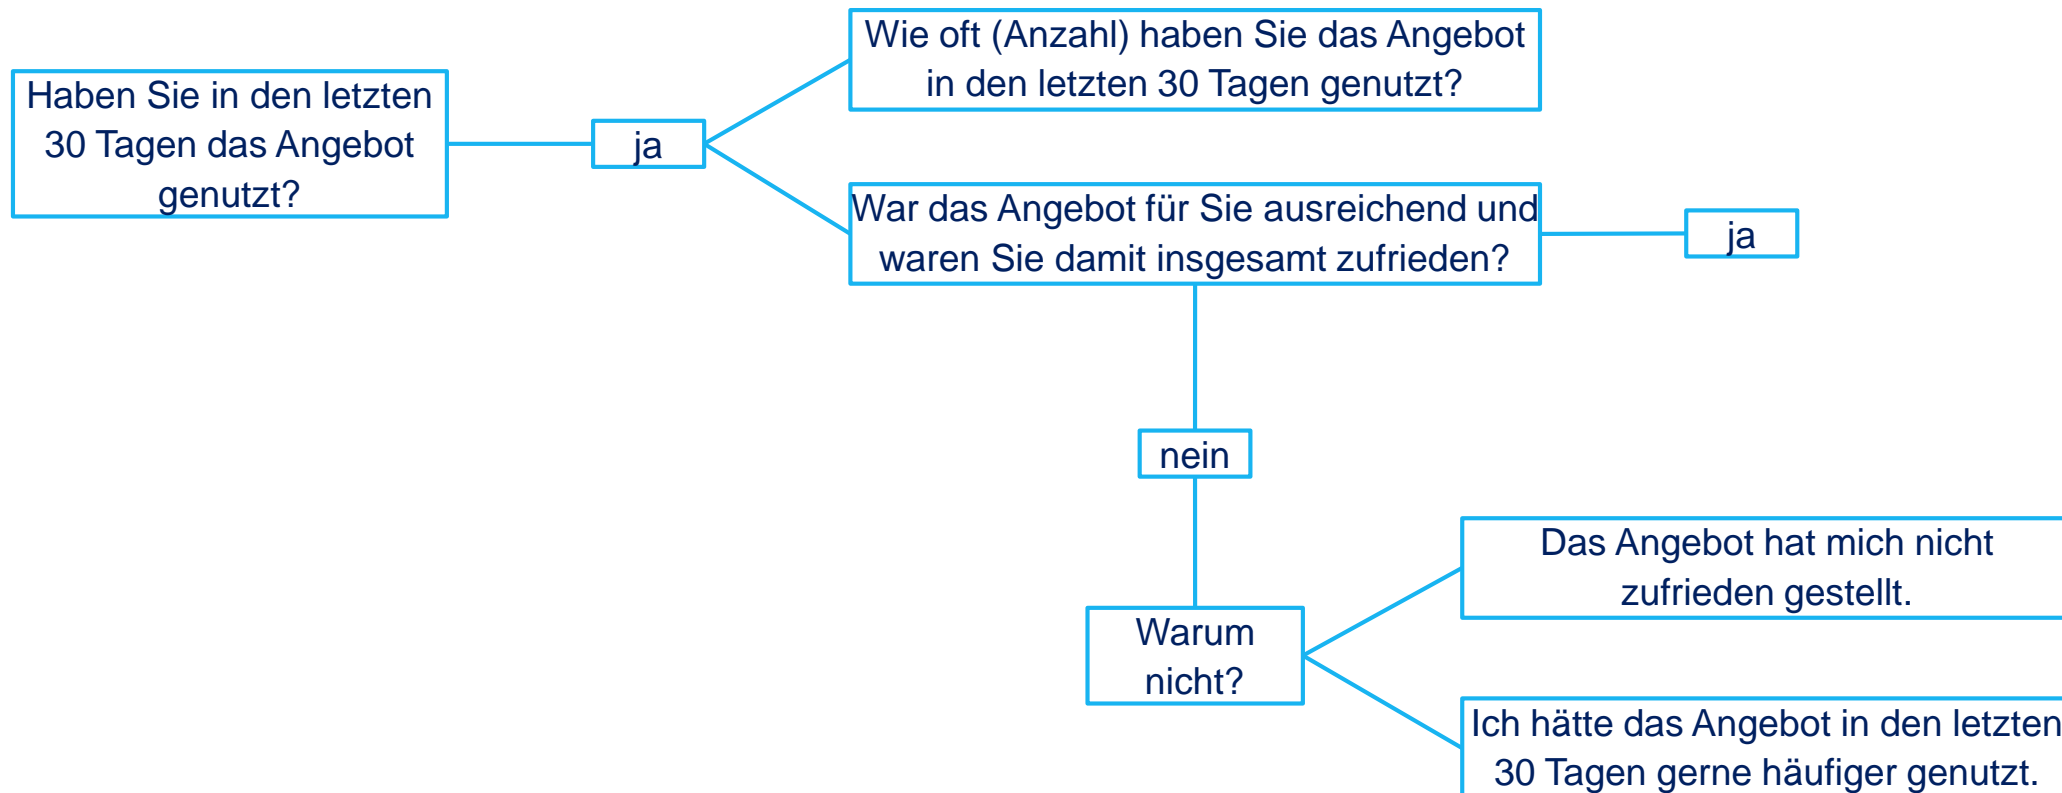 Haben Sie in den letzten
30 Tagen das Angebot
genutzt?
ja
Wie oft (Anzahl) haben Sie das Angebot
in den letzten 30 Tagen genutzt?
War das Angebot für Sie ausreichend und
waren Sie damit insgesamt zufrieden?
ja
nein
Warum
nicht?
Das Angebot hat mich nicht
zufrieden gestellt.
Ich hätte das Angebot in den letzten
30 Tagen gerne häufiger genutzt.